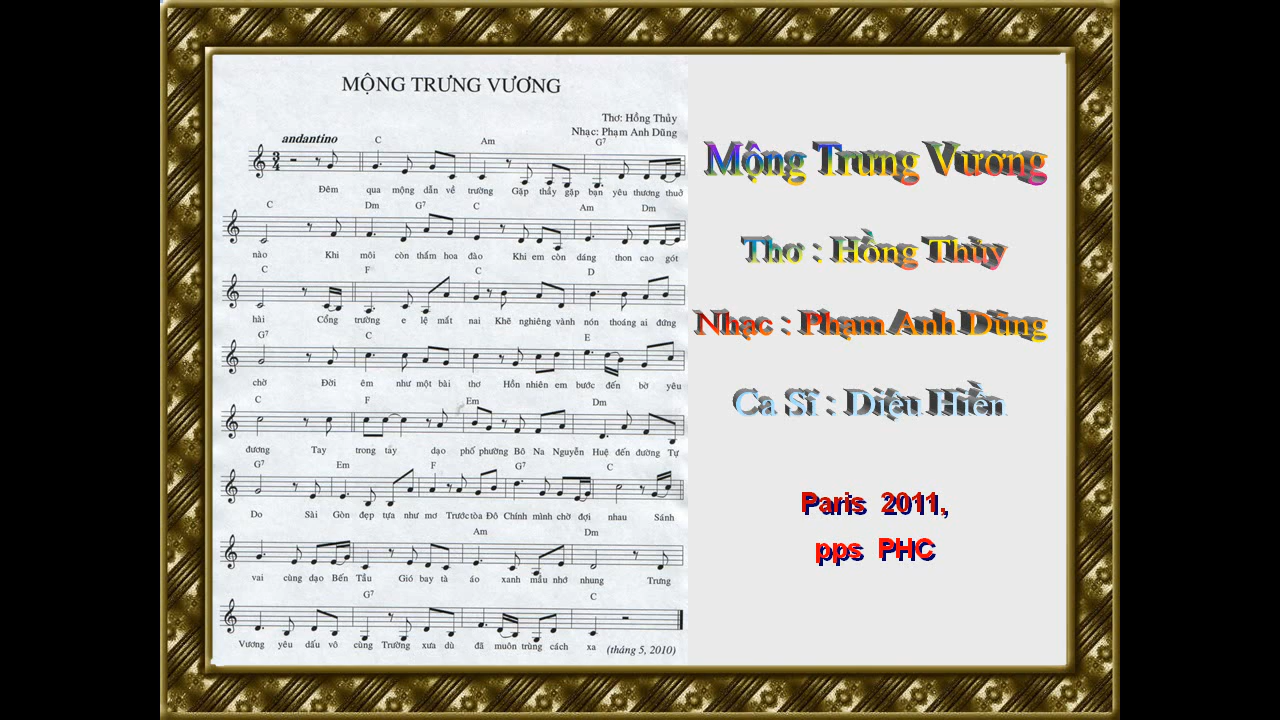 MỘNG TRƯNG VƯƠNG
Thơ: Hồng Thủy
Nhạc: Phạm Anh Dũng
andantino
C Am G7
Đêm qua mộng dẫn về trường Gặp thầy gặp bạn yêu thương thuở
C Dm G7 C Am Dm
nào Khi môi còn thắm hoa đào Khi em còn dáng thon cao gót
C F C D
hài Cổng trường e lệ mắt nai Khẽ nghiêng vành nón thoáng ai đứng
G7 C E
chờ Đời êm như một bài thơ Hồn nhiên em bước đến bờ yêu
C F Em Dm
đương Tay trong tay dạo phố phường Bô Na Nguyễn Huệ đến đường Tự
G7 Em F G7 C
Do Sài Gòn đẹp tựa như mơ Trước tòa Đô Chính mình chờ đợi nhau Sánh
Am Dm
vai cùng dạo Bến Tầu Gió bay tà áo xanh mầu nhớ nhung Trưng
G7 C
Vương yêu dấu vô cùng Trường xưa dù đã muôn trùng cách xa (tháng 5, 2010)
Mộng Trưng Vương
Thơ : Hồng Thủy
Nhạc : Phạm Anh Dũng
Ca Sĩ : Diệu Hiền
Paris 2011,
pps PHC